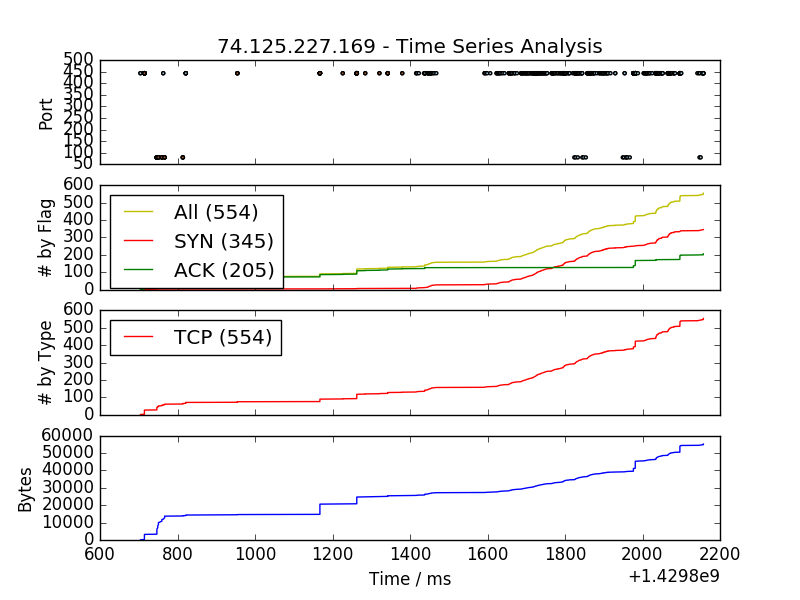 74.125.227.169 - Time Series Analysis
500
450
400
350
300
250
200
150
100
50
Port
600
500
400
300
200
100
0
# by Flag
All (554)
SYN (345)
ACK (205)
600
500
400
300
200
100
0
# by Type
TCP (554)
60000
50000
40000
30000
20000
10000
0
Bytes
600 800 1000 1200 1400 1600 1800 2000 2200
Time / ms
+1.4298e9